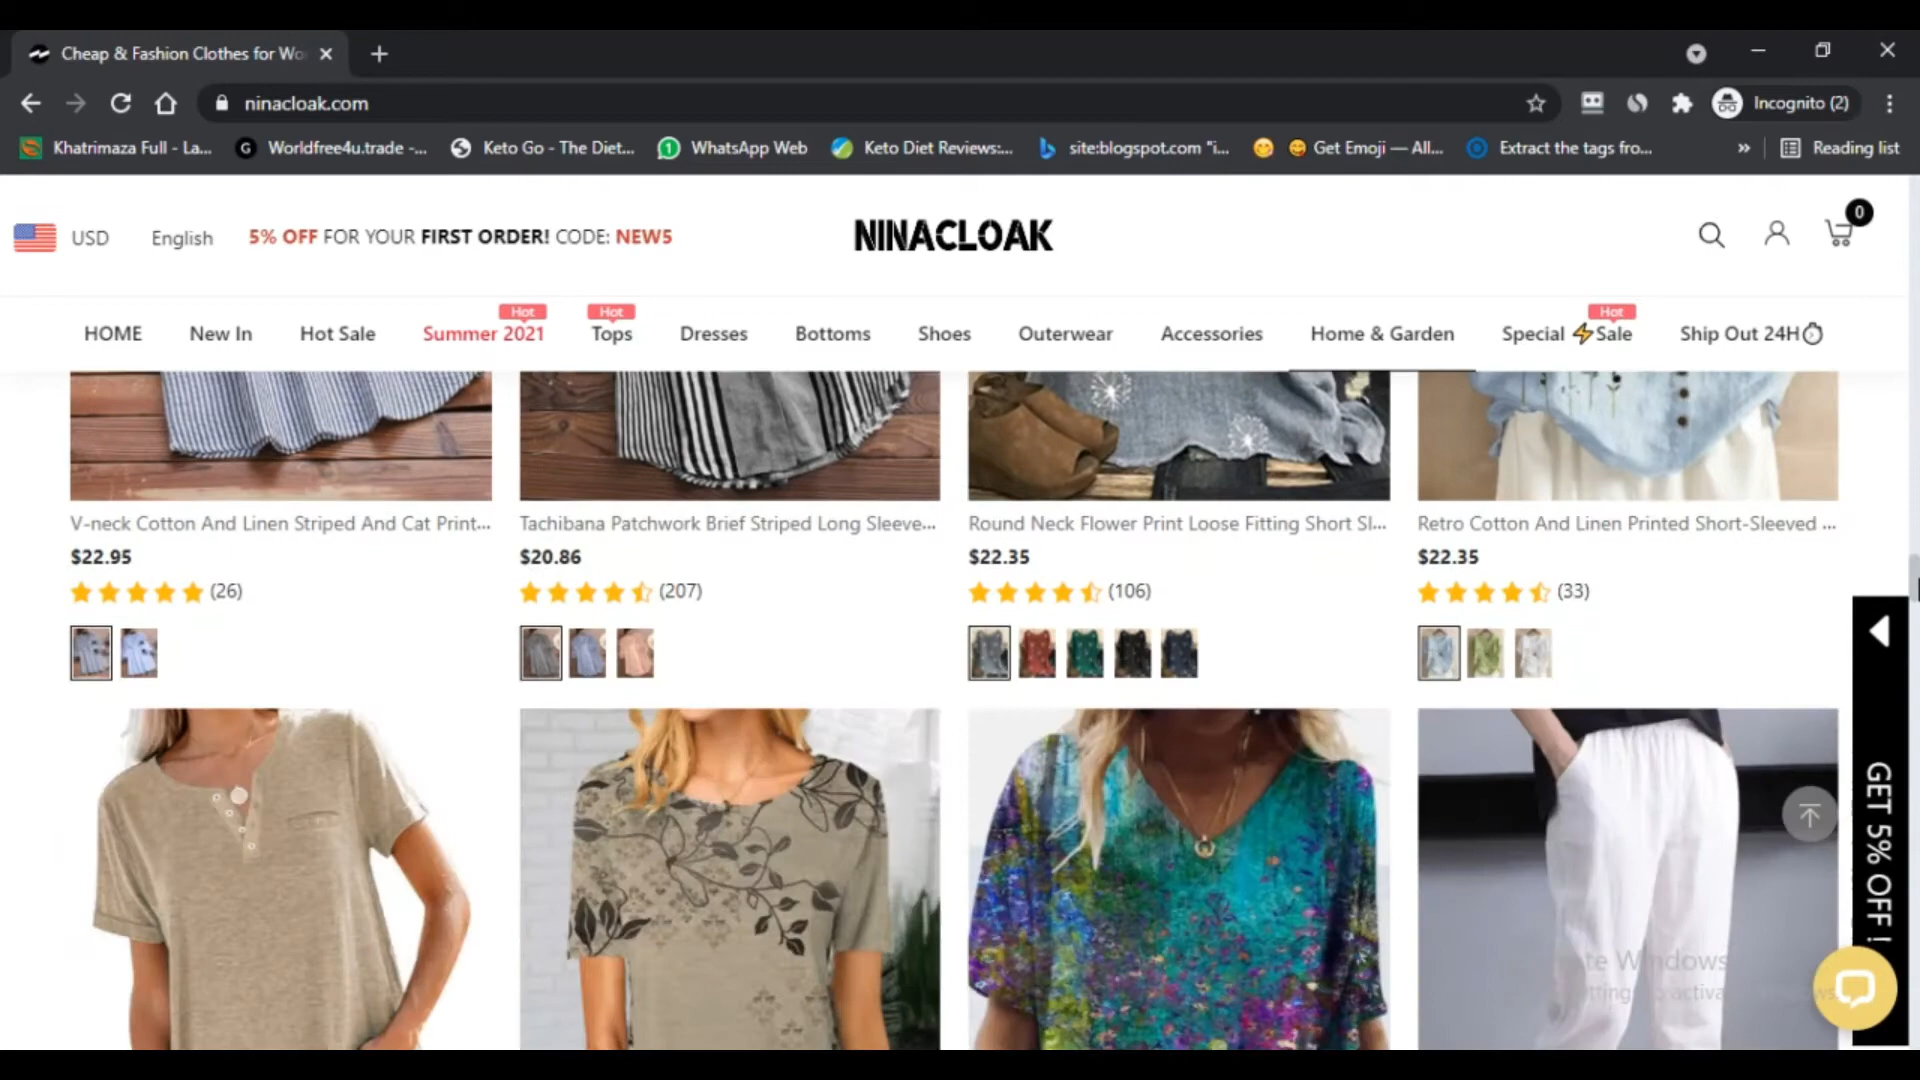 Cheap & Fashion Clothes for Wo
ninacloak.com
Incognito (2)
Khatrimaza Full - La...
Worldfree4u.trade -...
Keto Go - The Diet...
WhatsApp Web
Keto Diet Reviews:...
site:blogspot.com "i...
Get Emoji — All...
Extract the tags fro...
»
Reading list
USD
English
5% OFF FOR YOUR FIRST ORDER! CODE: NEW5
NINACLOAK
0
HOME
New In
Hot Sale
Hot
Summer 2021
Hot
Tops
Dresses
Bottoms
Shoes
Outerwear
Accessories
Home & Garden
Hot
Special ⚡Sale
Ship Out 24H
V-neck Cotton And Linen Striped And Cat Print...
$22.95
(26)
Tachibana Patchwork Brief Striped Long Sleeve...
$20.86
(207)
Round Neck Flower Print Loose Fitting Short Sl...
$22.35
(106)
Retro Cotton And Linen Printed Short-Sleeved ...
$22.35
(33)
GET 5% OFF !
Windows